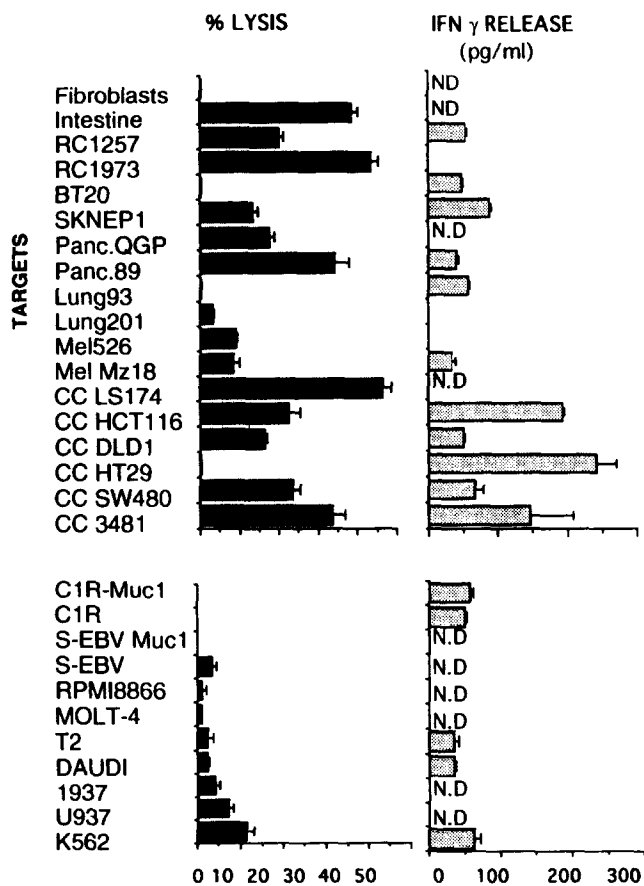 % LYSIS
IFN γ RELEASE
(pg/ml)
TARGETS
Fibroblasts
ND
Intestine
ND
RC1257
RC1973
BT20
SKNEP1
N.D
Panc.QGP
Panc.89
Lung93
Lung201
Mel526
Mel Mz18
N.D
CC LS174
CC HCT116
CC DLD1
CC HT29
CC SW480
CC 3481
C1R-Muc1
C1R
N.D
S-EBV Muc1
S-EBV
N.D
RPMI8866
N.D
MOLT-4
N.D
T2
DAUDI
1937
N.D
U937
N.D
K562
0 10 20 30 40 50
0 100 200 300